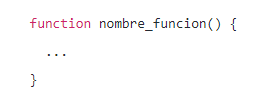 function nombre_funcion() {
...
}